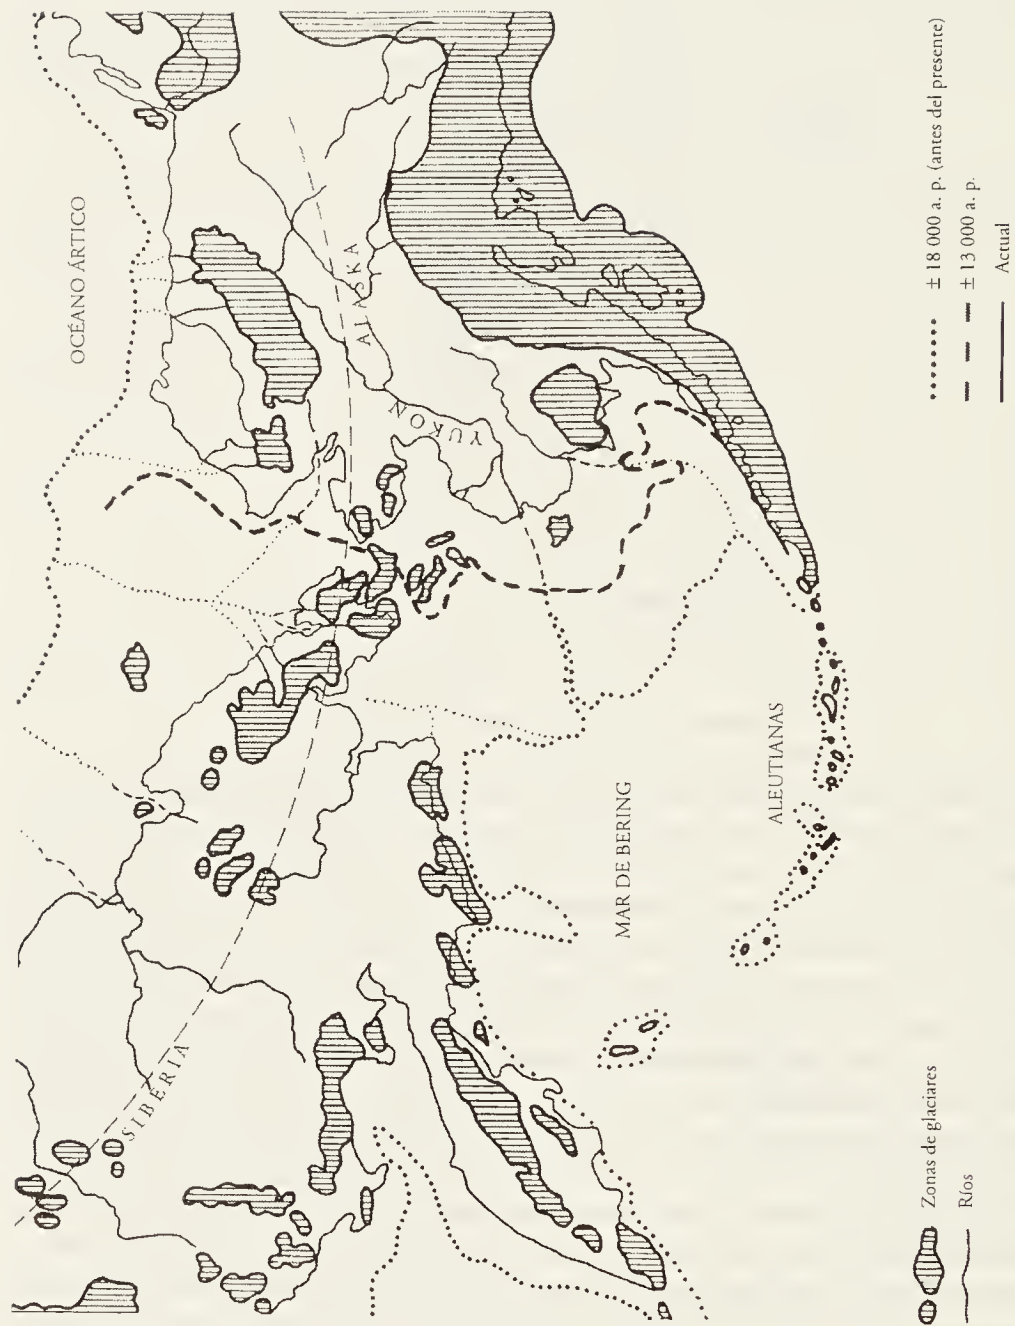 OCÉANO ÁRTICO
ALASKA
YUKON
SIBERIA
MAR DE BERING
ALEUTIANAS
Zonas de glaciares
Ríos
± 18 000 a. p. (antes del presente)
± 13 000 a. p.
Actual